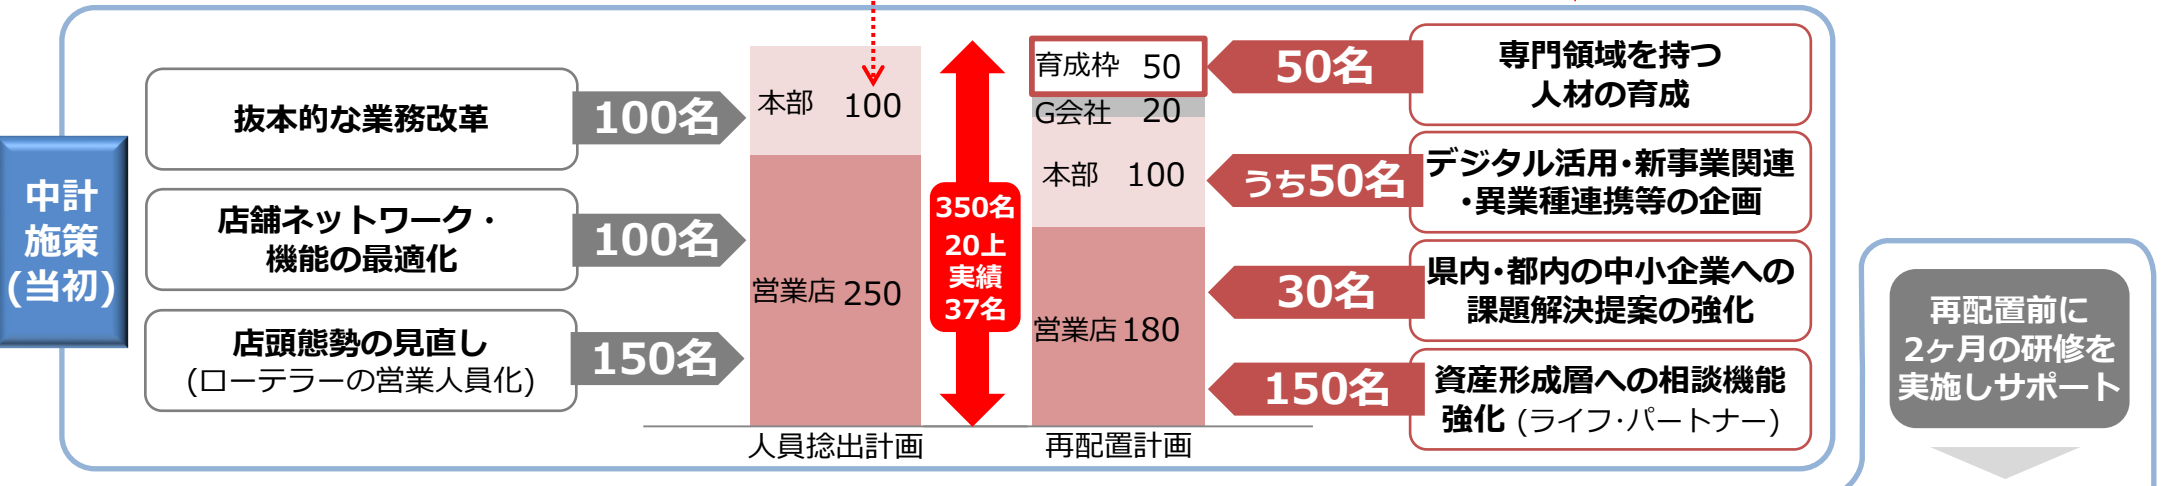 中計
施策
(当初)
抜本的な業務改革
100名
店舗ネットワーク・
機能の最適化
100名
店頭態勢の見直し
(ローテラーの営業人員化)
150名
本部 100
営業店 250
人員捻出計画
350名
20上
実績
37名
育成枠 50
G会社 20
本部 100
営業店 180
再配置計画
50名
専門領域を持つ
人材の育成
うち50名
デジタル活用・新事業関連
・異業種連携等の企画
30名
県内・都内の中小企業への
課題解決提案の強化
150名
資産形成層への相談機能
強化 (ライフ・パートナー)
再配置前に
2ヶ月の研修を
実施しサポート